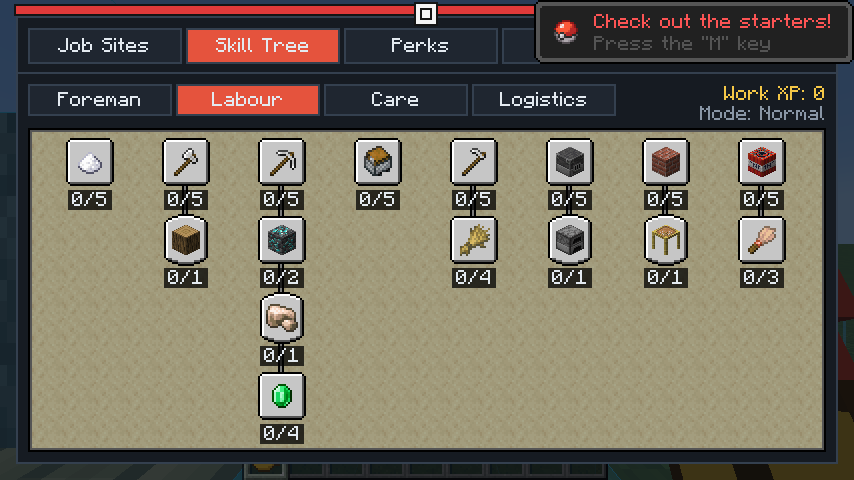 Check out the starters!
Press the "M" key
Job Sites
Skill Tree
Perks
Foreman
Labour
Care
Logistics
Work XP: 0
Mode: Normal
0/5
0/5
0/5
0/5
0/5
0/5
0/5
0/5
0/1
0/2
0/4
0/1
0/1
0/3
0/1
0/4